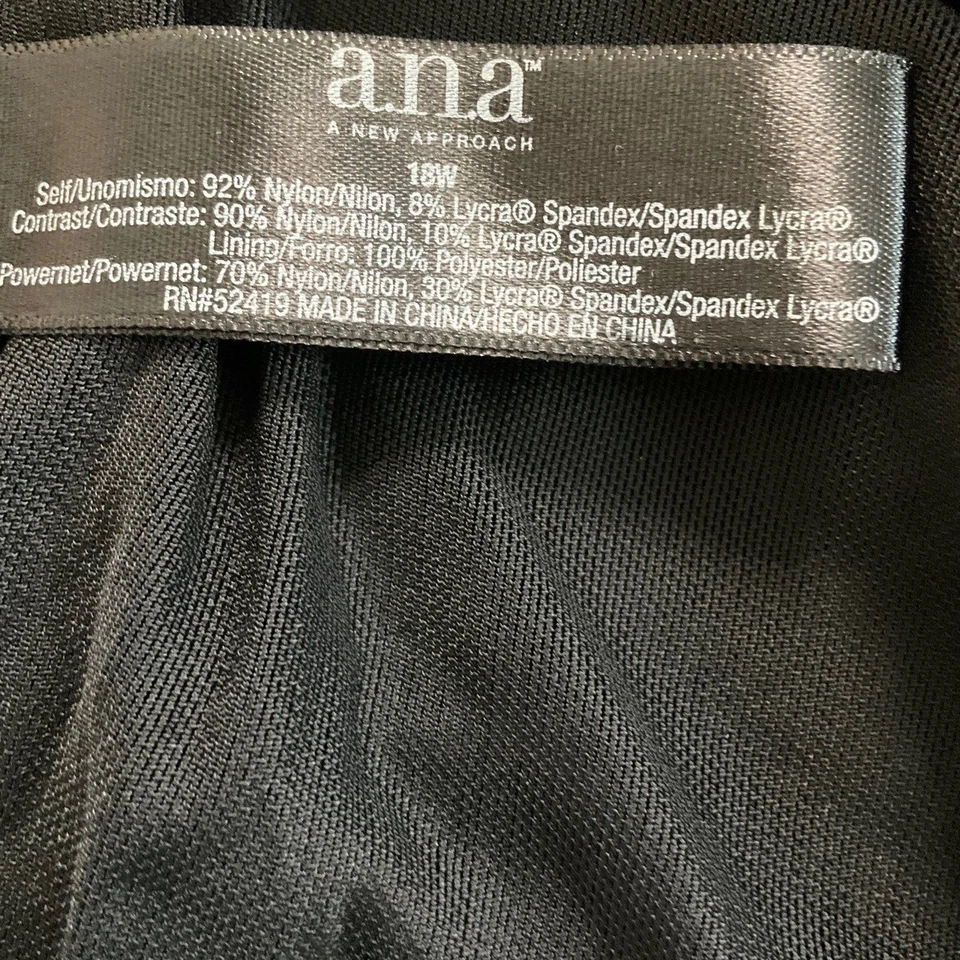 a.n.a™
A NEW APPROACH
18W
Self/Unomismo: 92% Nylon/Nilon, 8% Lycra® Spandex/Spandex Lycra®
Contrast/Contraste: 90% Nylon/Nilon, 10% Lycra® Spandex/Spandex Lycra®
Lining/Forro: 100% Polyester/Poliester
Powernet/Powernet: 70% Nylon/Nilon, 30% Lycra® Spandex/Spandex Lycra®
RN#52419 MADE IN CHINA/HECHO EN CHINA